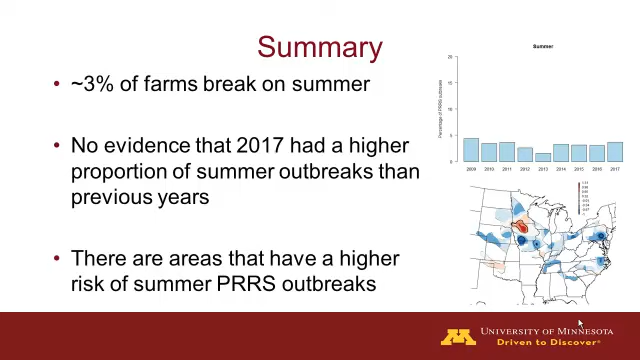 Summary
• ~3% of farms break on summer
• No evidence that 2017 had a higher
proportion of summer outbreaks than
previous years
• There are areas that have a higher
risk of summer PRRS outbreaks
Summer
Percentage of PRRS outbreaks
20
15
10
5
0
2009 2010 2011 2012 2013 2014 2015 2016 2017
UNIVERSITY OF MINNESOTA
Driven to Discover®